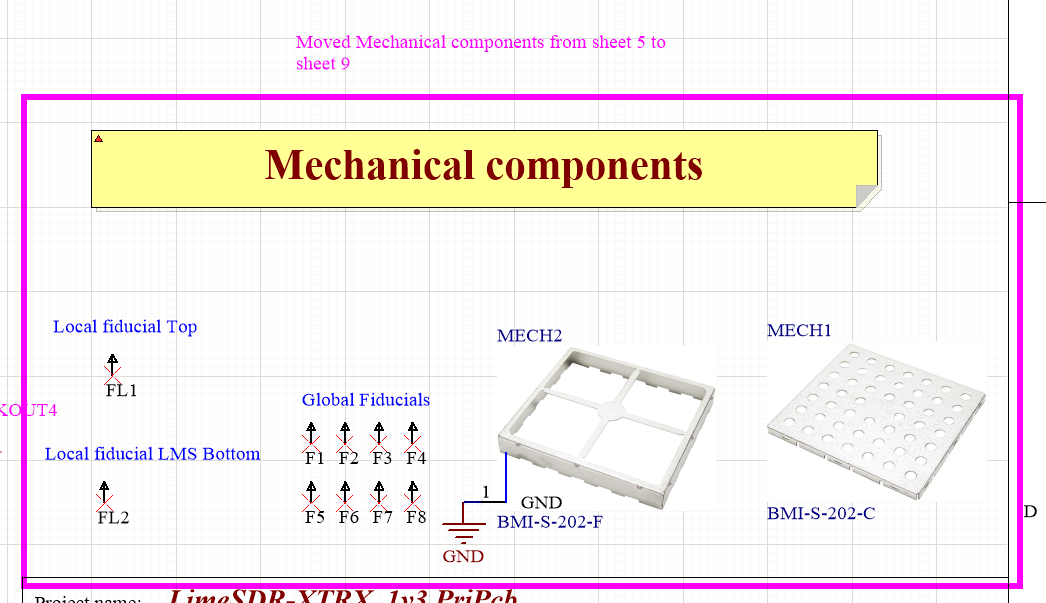 Moved Mechanical components from sheet 5 to
sheet 9
Mechanical components
Local fiducial Top
FL1
KOUT4
Local fiducial LMS Bottom
FL2
Global Fiducials
F1 F2 F3 F4
F5 F6 F7 F8
MECH2
1
GND
BMI-S-202-F
GND
MECH1
BMI-S-202-C
D
Project name: LimeSDR-XTRX_1v3.PrjPcb